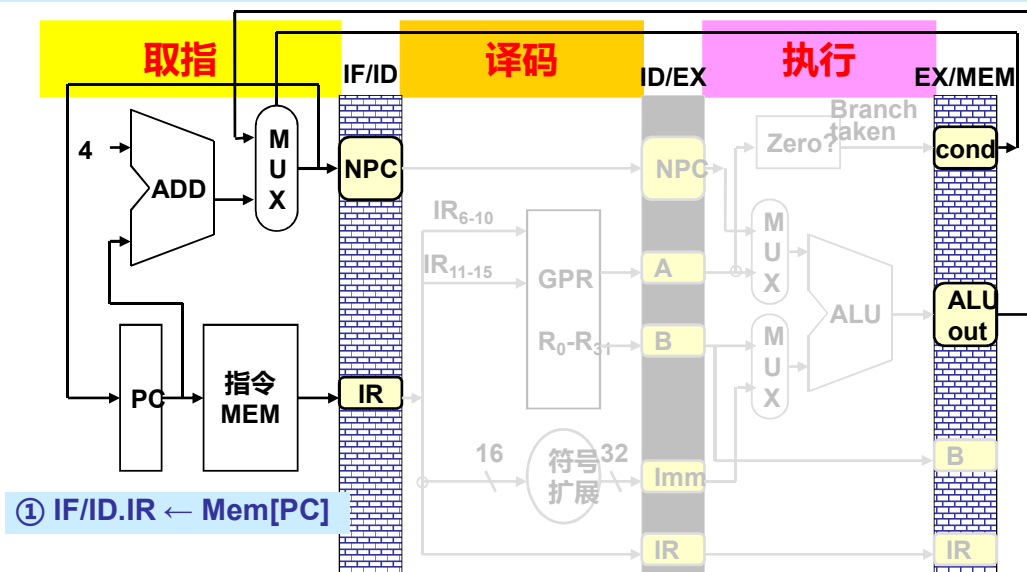 取指
译码
执行
IF/ID
ID/EX
EX/MEM
Branch
taken
4
ADD
M
U
X
NPC
NPC
Zero?
cond
IR6-10
IR11-15
GPR
R0-R31
A
B
M
U
X
M
U
X
ALU
ALU
out
PC
指令
MEM
IR
16
符号
扩展
32
Imm
B
IR
IR
① IF/ID.IR ← Mem[PC]